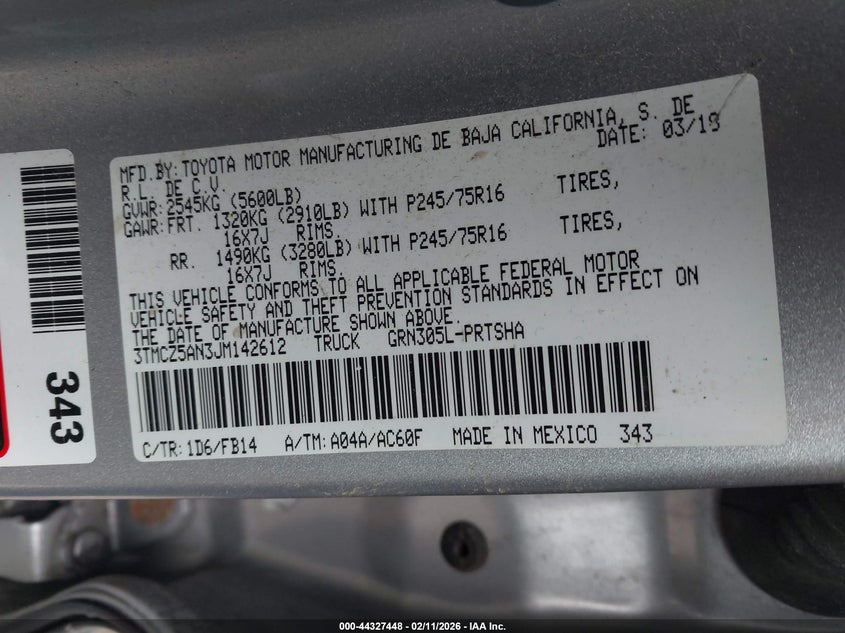 MFD.BY:TOYOTA MOTOR MANUFACTURING DE BAJA CALIFORNIA, S. DE
R.L. DE C.V. DATE: 03/18
GVWR:2545KG (5600LB)
GAWR:FRT. 1320KG (2910LB) WITH P245/75R16 TIRES,
16X7J RIMS.
RR. 1490KG (3280LB) WITH P245/75R16 TIRES,
16X7J RIMS.
THIS VEHICLE CONFORMS TO ALL APPLICABLE FEDERAL MOTOR
VEHICLE SAFETY AND THEFT PREVENTION STANDARDS IN EFFECT ON
THE DATE OF MANUFACTURE SHOWN ABOVE.
3TMCZ5AN3JM142612 TRUCK GRN305L-PRTSHA
C/TR:1D6/FB14 A/TM:A04A/AC60F MADE IN MEXICO 343
343
000-44327448 - 02/11/2026 - IAA Inc.